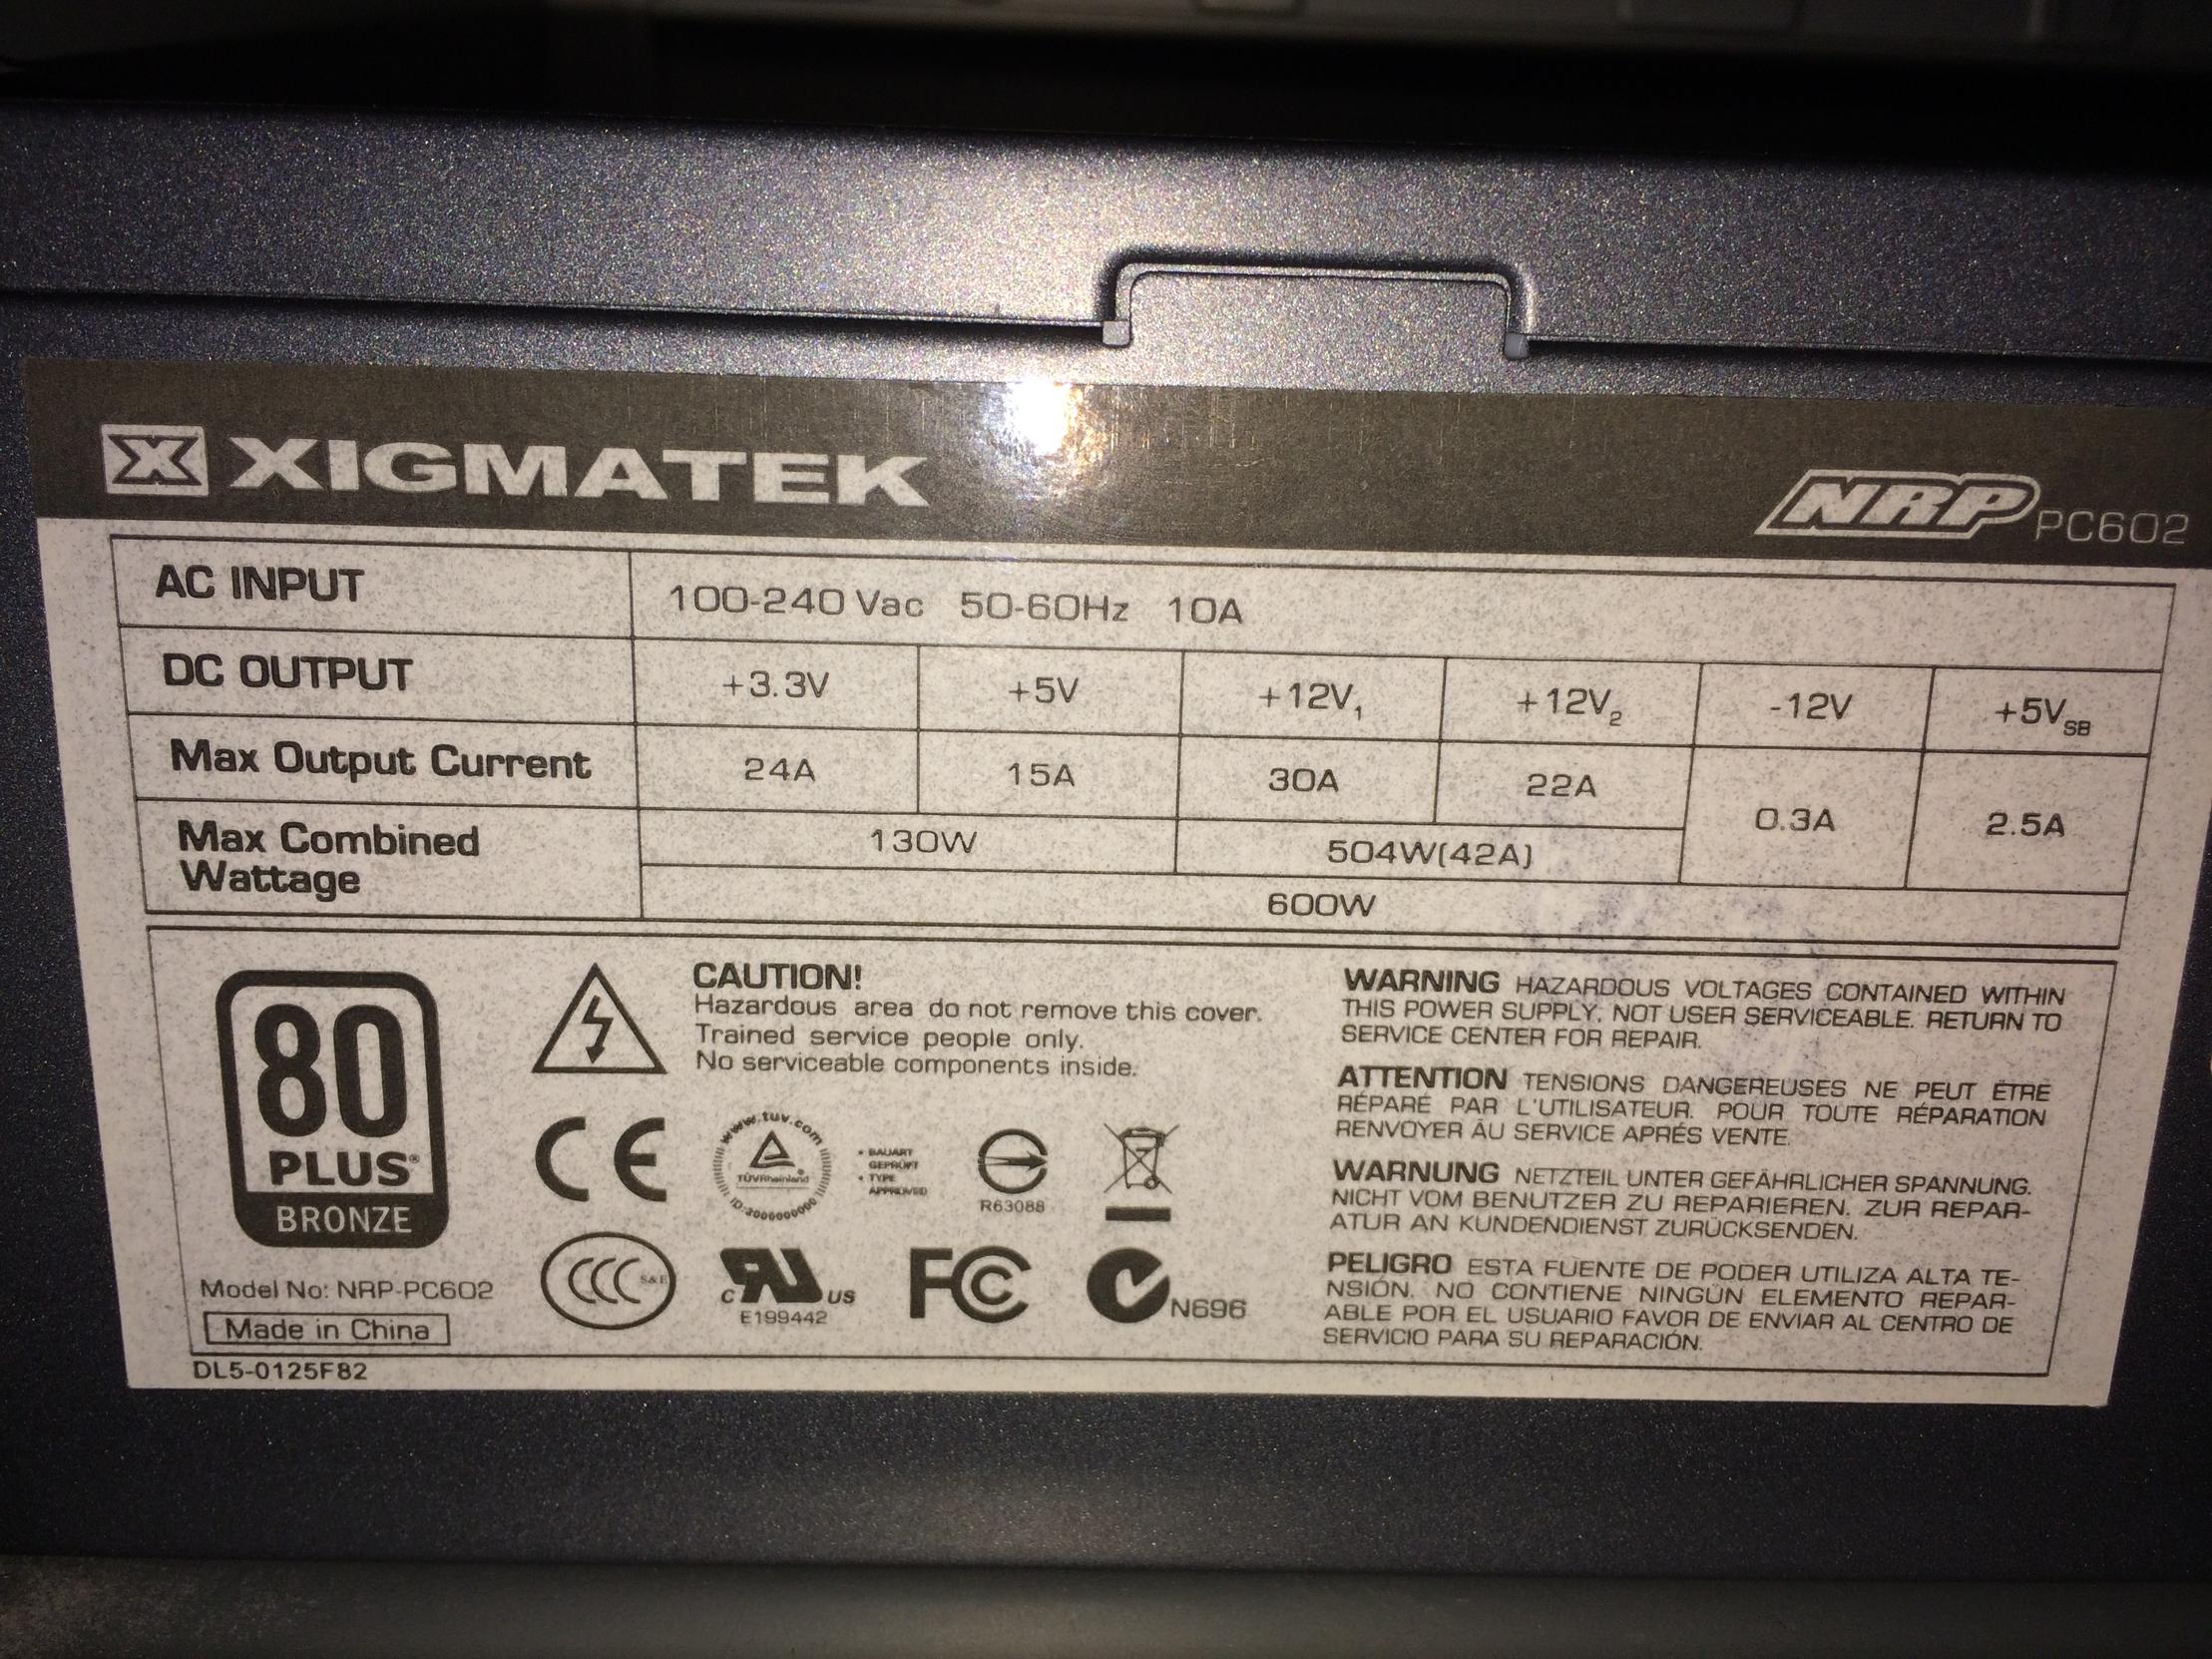 XIGMATEK
NRP PC602
AC INPUT 100-240 Vac 50-60Hz 10A
DC OUTPUT +3.3V +5V +12V1 +12V2 -12V +5VSB
Max Output Current 24A 15A 30A 22A 0.3A 2.5A
Max Combined Wattage 130W 504W(42A)
600W
80
PLUS®
BRONZE
Model No: NRP-PC602
Made in China
DL5-0125F82
CAUTION!
Hazardous area do not remove this cover.
Trained service people only.
No serviceable components inside.
CE
www.tuv.com
TÜVRheinland®
ID:2000000000
• BAUART
GEPRÜFT
• TYPE
APPROVED
R63088
CCC S&E
C RU US
E199442
FC
N696
WARNING HAZARDOUS VOLTAGES CONTAINED WITHIN
THIS POWER SUPPLY, NOT USER SERVICEABLE. RETURN TO
SERVICE CENTER FOR REPAIR.
ATTENTION TENSIONS DANGEREUSES NE PEUT ÊTRE
RÉPARÉ PAR L'UTILISATEUR. POUR TOUTE RÉPARATION
RENVOYER AU SERVICE APRÉS VENTE.
WARNUNG NETZTEIL UNTER GEFÄHRLICHER SPANNUNG.
NICHT VOM BENUTZER ZU REPARIEREN. ZUR REPAR-
ATUR AN KUNDENDIENST ZURÜCKSENDEN.
PELIGRO ESTA FUENTE DE PODER UTILIZA ALTA TE-
NSIÓN. NO CONTIENE NINGÚN ELEMENTO REPAR-
ABLE POR EL USUARIO FAVOR DE ENVIAR AL CENTRO DE
SERVICIO PARA SU REPARACIÓN.